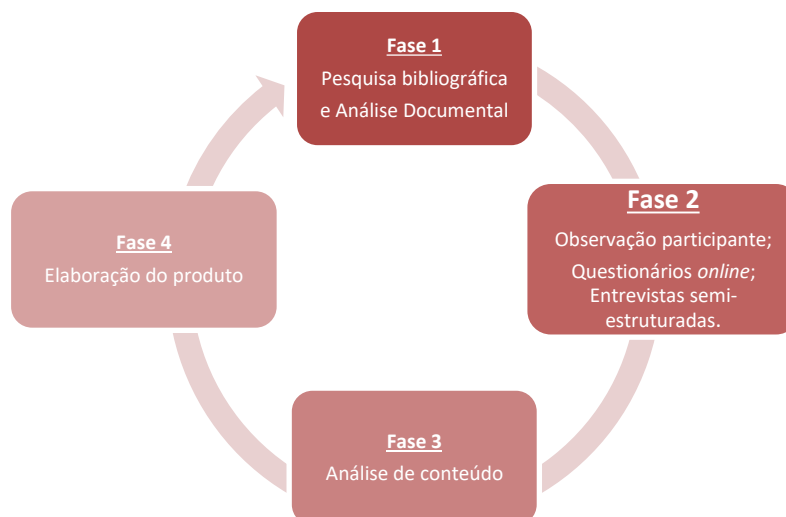 Fase 1
Pesquisa bibliográfica
e Análise Documental
Fase 2
Observação participante;
Questionários online;
Entrevistas semi-
estruturadas.
Fase 3
Análise de conteúdo
Fase 4
Elaboração do produto